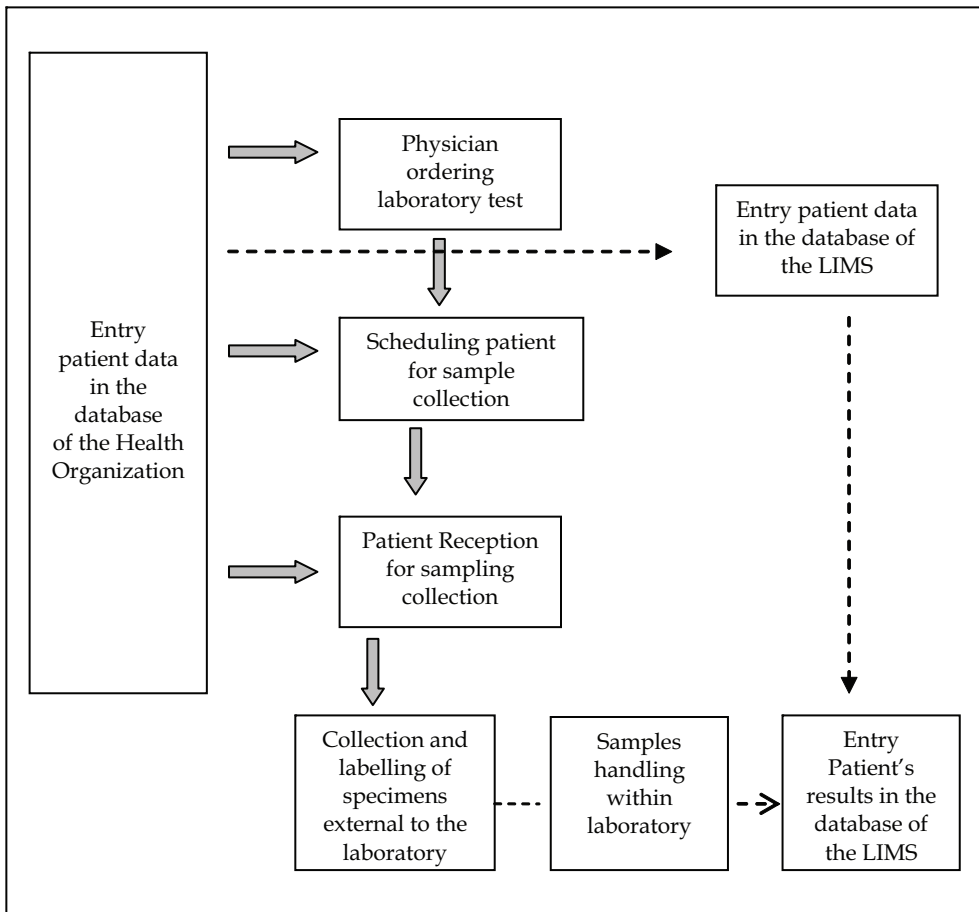 Entry
patient data
in the
database
of the Health
Organization
Physician
ordering
laboratory test
Entry patient data
in the database of
the LIMS
Scheduling patient
for sample
collection
Patient Reception
for sampling
collection
Collection and
labelling of
specimens
external to the
laboratory
Samples
handling
within
laboratory
Entry
Patient’s
results in the
database of
the LIMS